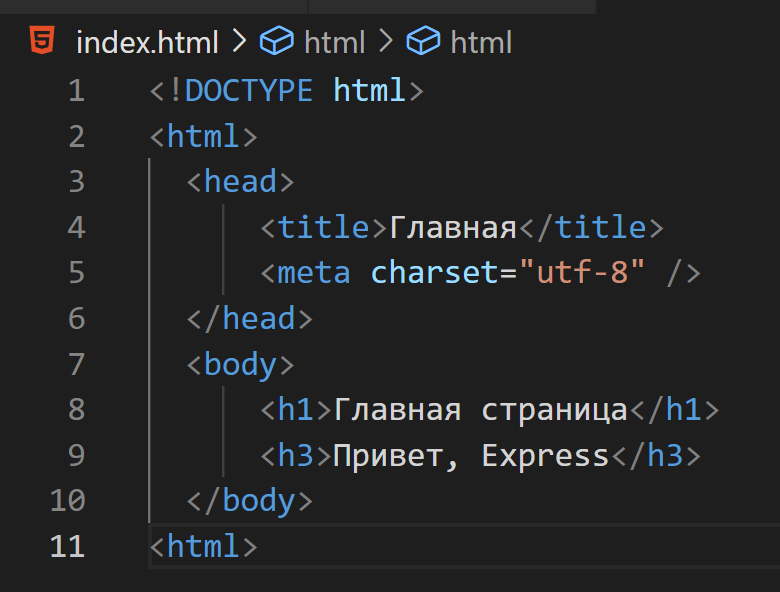 index.html > html > html
1 <!DOCTYPE html>
2 <html>
3 <head>
4 <title>Главная</title>
5 <meta charset="utf-8" />
6 </head>
7 <body>
8 <h1>Главная страница</h1>
9 <h3>Привет, Express</h3>
10 </body>
11 <html>